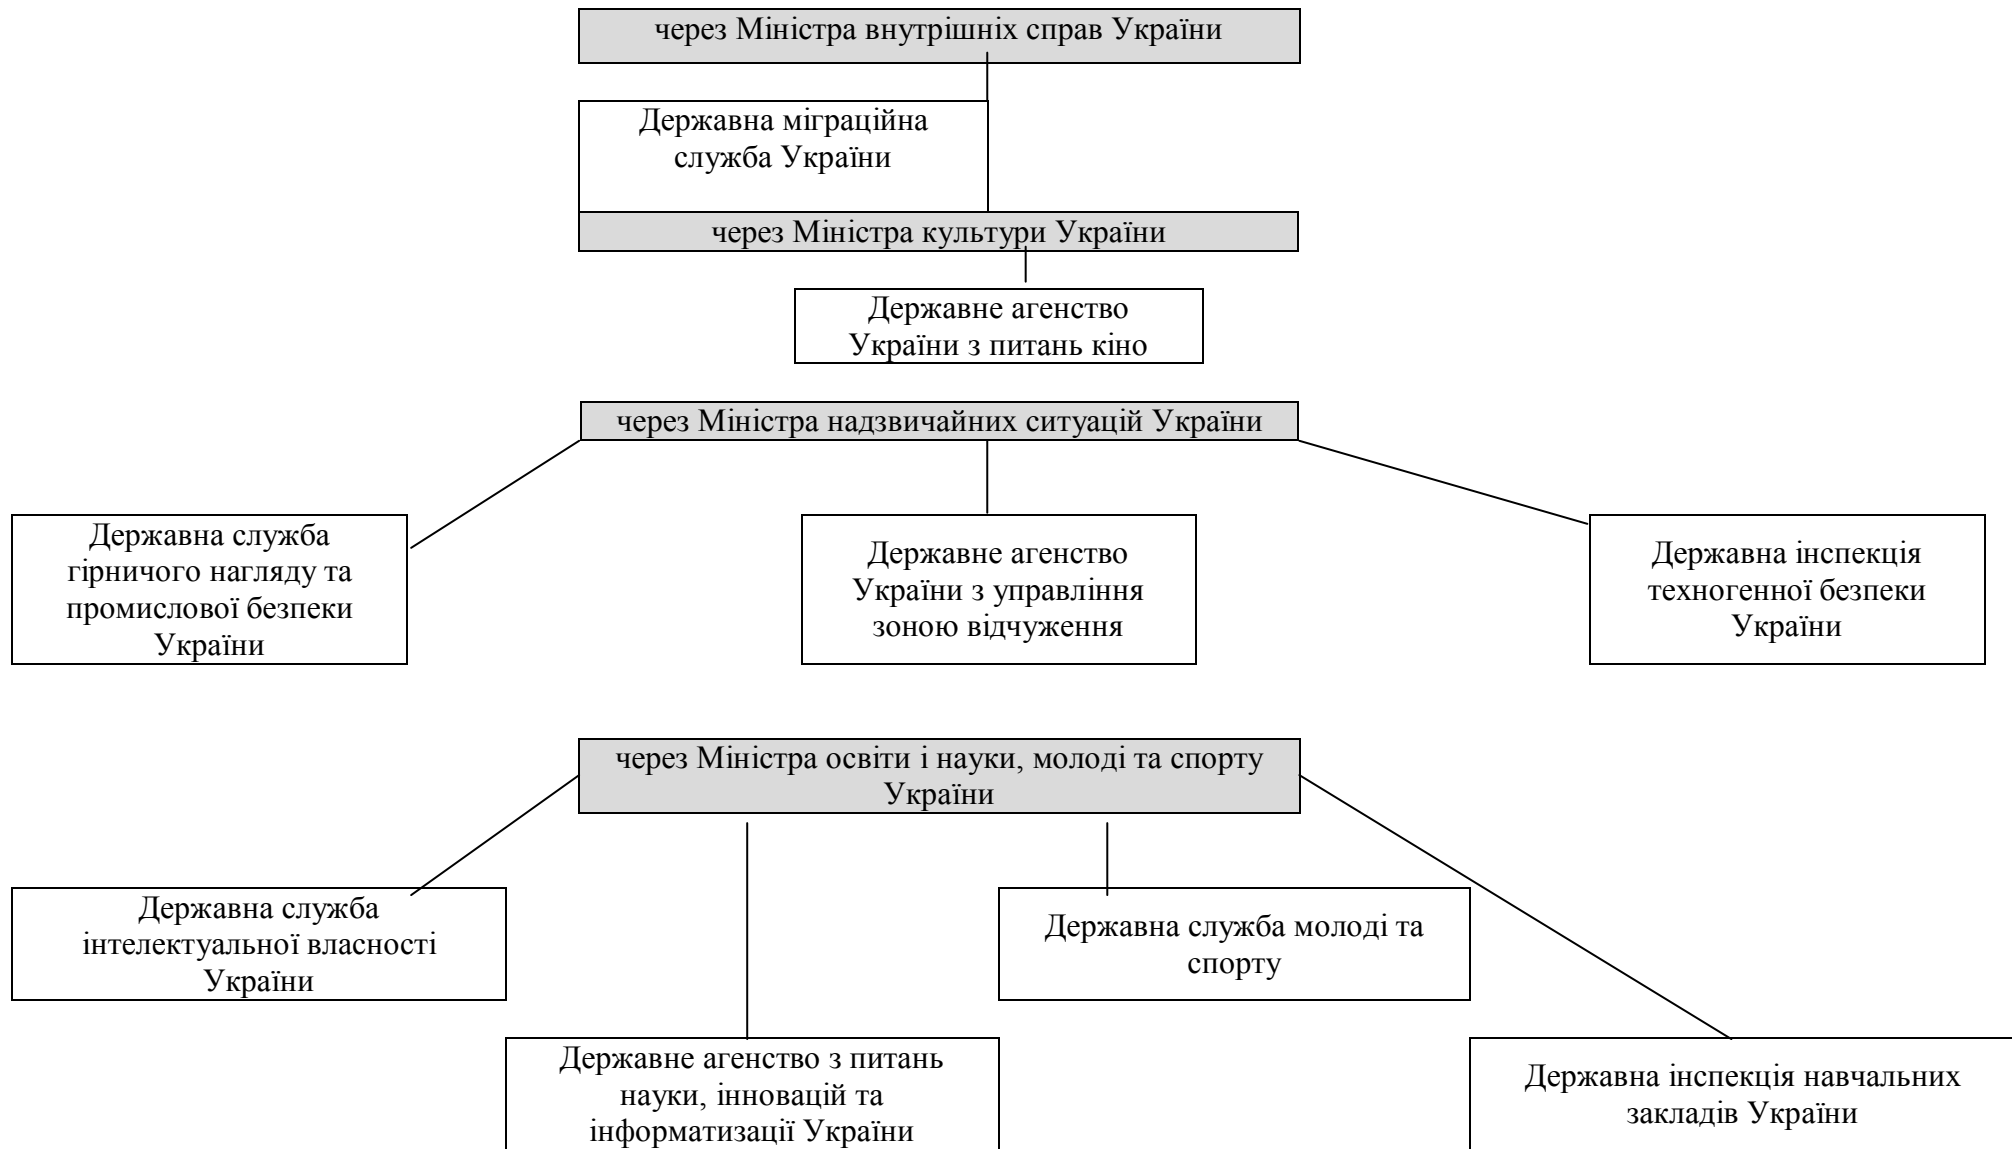 через Міністра внутрішніх справ України
Державна міграційна
служба України
через Міністра культури України
Державне агенство
України з питань кіно
через Міністра надзвичайних ситуацій України
Державна служба
гірничого нагляду та
промислової безпеки
України
Державне агенство
України з управління
зоною відчуження
Державна інспекція
техногенної безпеки
України
через Міністра освіти і науки, молоді та спорту
України
Державна служба
інтелектуальної власності
України
Державна служба молоді та
спорту
Державне агенство з питань
науки, інновацій та
інформатизації України
Державна інспекція навчальних
закладів України